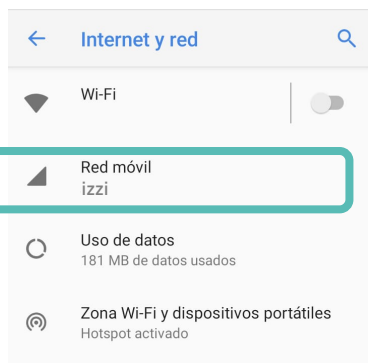 Internet y red
Wi-Fi
Red móvil
izzi
Uso de datos
181 MB de datos usados
Zona Wi-Fi y dispositivos portátiles
Hotspot activado